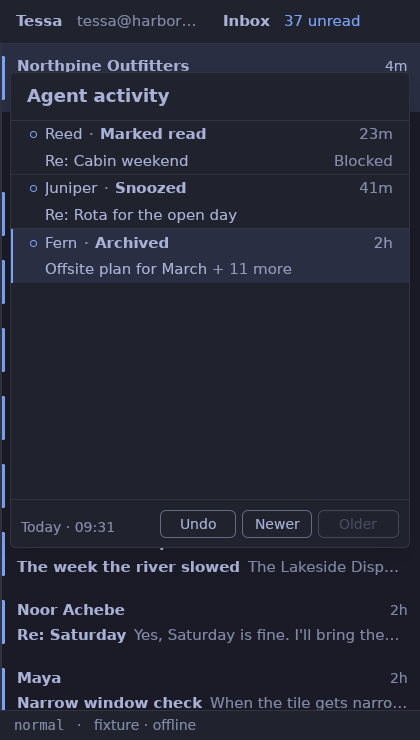 Tessa tessa@harbor… Inbox 37 unread
Northpine Outfitters 4m
Agent activity
Reed · Marked read 23m
Re: Cabin weekend Blocked
Juniper · Snoozed 41m
Re: Rota for the open day
Fern · Archived 2h
Offsite plan for March + 11 more
Today · 09:31 Undo Newer Older
The week the river slowed The Lakeside Disp…
Noor Achebe 2h
Re: Saturday Yes, Saturday is fine. I'll bring the…
Maya 2h
Narrow window check When the tile gets narro…
normal · fixture · offline